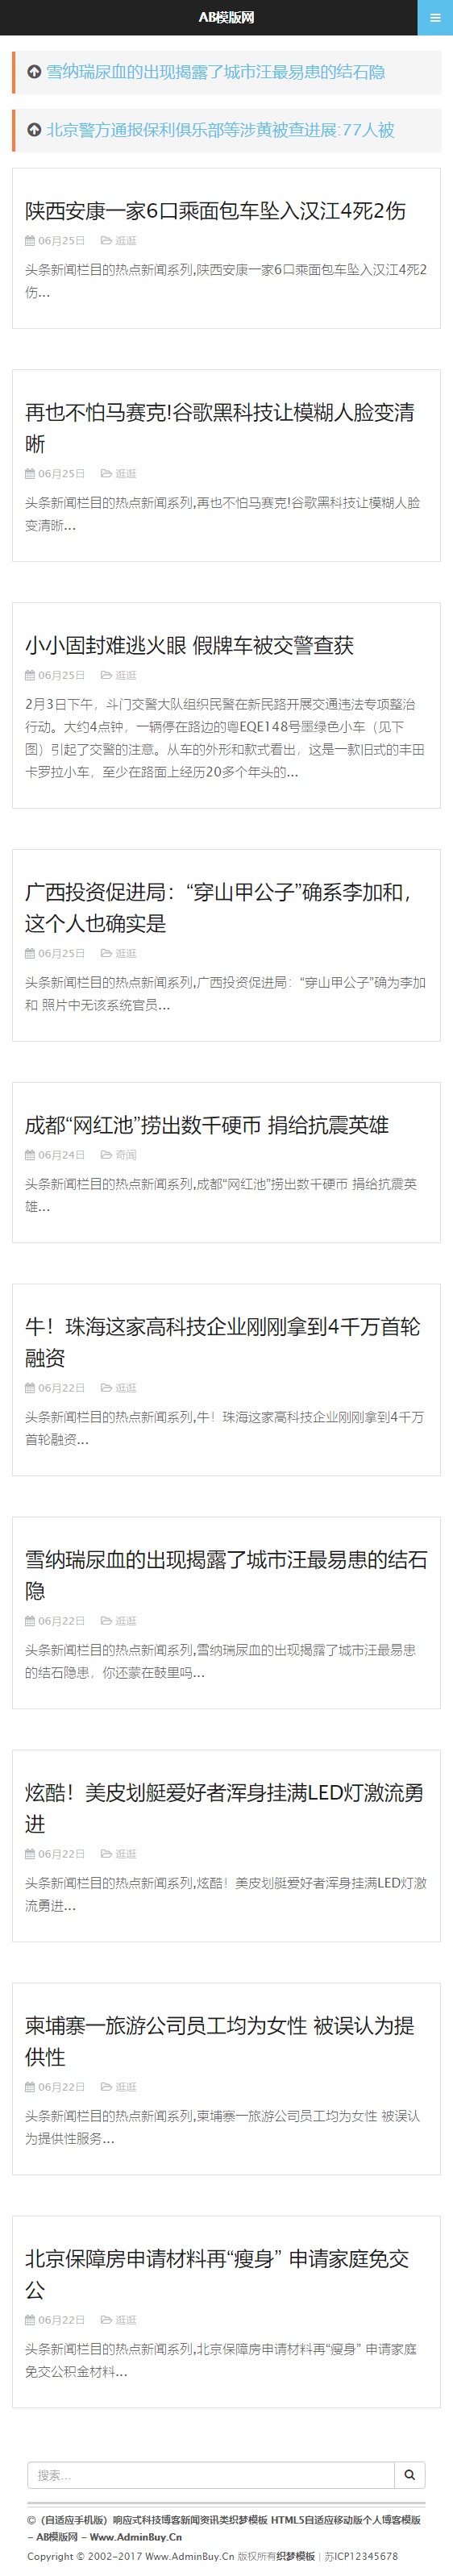 AB模版网
雪纳瑞尿血的出现揭露了城市汪最易患的结石隐
北京警方通报保利俱乐部等涉黄被查进展:77人被
陕西安康一家6口乘面包车坠入汉江4死2伤
06月25日 逛逛
头条新闻栏目的热点新闻系列,陕西安康一家6口乘面包车坠入汉江4死2
伤...
再也不怕马赛克!谷歌黑科技让模糊人脸变清
晰
06月25日 逛逛
头条新闻栏目的热点新闻系列,再也不怕马赛克!谷歌黑科技让模糊人脸
变清晰...
小小固封难逃火眼 假牌车被交警查获
06月25日 逛逛
2月3日下午，斗门交警大队组织民警在新民路开展交通违法专项整治
行动。大约4点钟，一辆停在路边的粤EQE148号墨绿色小车（见下
图）引起了交警的注意。从车的外形和款式看出，这是一款旧式的丰田
卡罗拉小车，至少在路面上经历20多个年头的...
广西投资促进局：“穿山甲公子”确系李加和，
这个人也确实是
06月25日 逛逛
头条新闻栏目的热点新闻系列,广西投资促进局：“穿山甲公子”确为李加
和 照片中无该系统官员...
成都“网红池”捞出数千硬币 捐给抗震英雄
06月24日 奇闻
头条新闻栏目的热点新闻系列,成都“网红池”捞出数千硬币 捐给抗震英
雄...
牛！珠海这家高科技企业刚刚拿到4千万首轮
融资
06月22日 逛逛
头条新闻栏目的热点新闻系列,牛！珠海这家高科技企业刚刚拿到4千万
首轮融资...
雪纳瑞尿血的出现揭露了城市汪最易患的结石
隐
06月22日 逛逛
头条新闻栏目的热点新闻系列,雪纳瑞尿血的出现揭露了城市汪最易患
的结石隐患，你还蒙在鼓里吗...
炫酷！美皮划艇爱好者浑身挂满LED灯激流勇
进
06月22日 逛逛
头条新闻栏目的热点新闻系列,炫酷！美皮划艇爱好者浑身挂满LED灯激
流勇进...
柬埔寨一旅游公司员工均为女性 被误认为提
供性
06月22日 逛逛
头条新闻栏目的热点新闻系列,柬埔寨一旅游公司员工均为女性 被误认
为提供性服务...
北京保障房申请材料再“瘦身” 申请家庭免交
公
06月22日 逛逛
头条新闻栏目的热点新闻系列,北京保障房申请材料再“瘦身” 申请家庭
免交公积金材料...
搜索...
©（自适应手机版）响应式科技博客新闻资讯类织梦模板 HTML5自适应移动版个人博客模版
– AB模版网 – Www.AdminBuy.Cn
Copyright © 2002-2017 Www.AdminBuy.Cn 版权所有织梦模板 | 苏ICP12345678